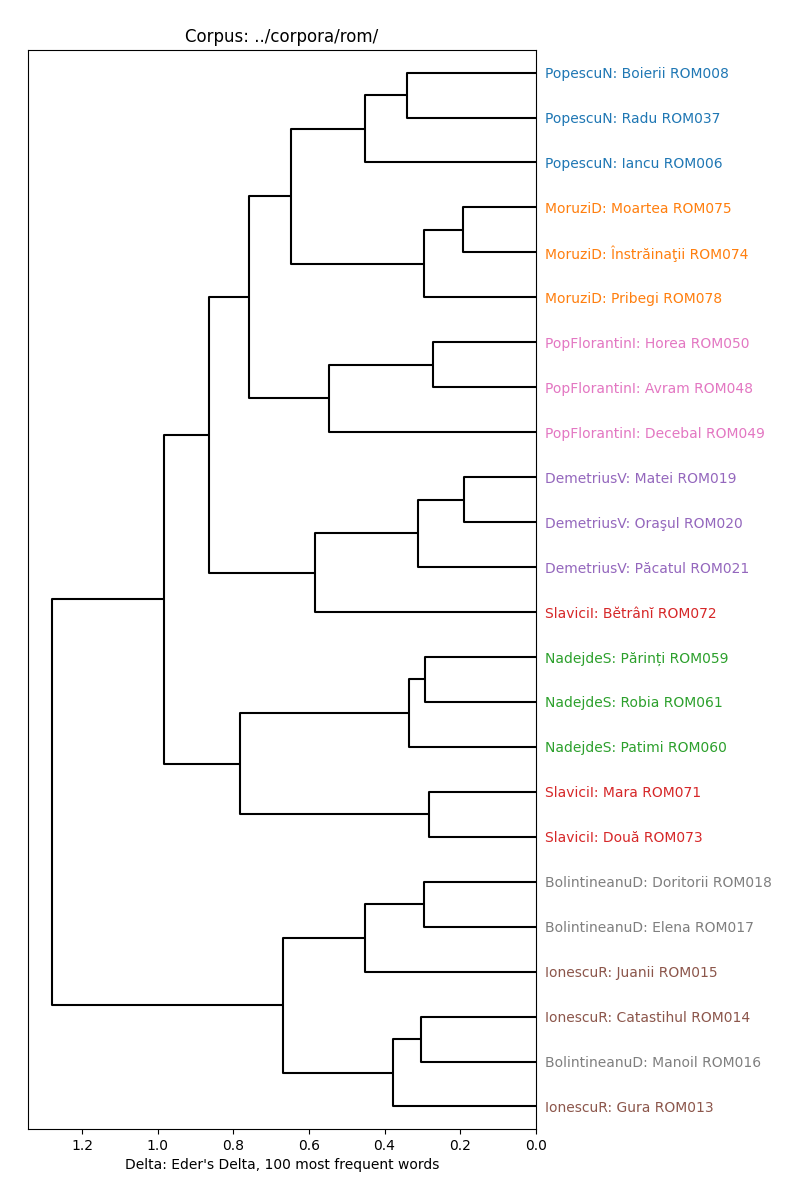 Corpus: ../corpora/rom/
PopescuN: Boierii ROM008
PopescuN: Radu ROM037
PopescuN: Iancu ROM006
MoruziD: Moartea ROM075
MoruziD: Înstrăinaţii ROM074
MoruziD: Pribegi ROM078
PopFlorantinI: Horea ROM050
PopFlorantinI: Avram ROM048
PopFlorantinI: Decebal ROM049
DemetriusV: Matei ROM019
DemetriusV: Oraşul ROM020
DemetriusV: Păcatul ROM021
SlaviciI: Bĕtrânĭ ROM072
NadejdeS: Părinți ROM059
NadejdeS: Robia ROM061
NadejdeS: Patimi ROM060
SlaviciI: Mara ROM071
SlaviciI: Două ROM073
BolintineanuD: Doritorii ROM018
BolintineanuD: Elena ROM017
IonescuR: Juanii ROM015
IonescuR: Catastihul ROM014
BolintineanuD: Manoil ROM016
IonescuR: Gura ROM013
1.2 1.0 0.8 0.6 0.4 0.2 0.0
Delta: Eder's Delta, 100 most frequent words